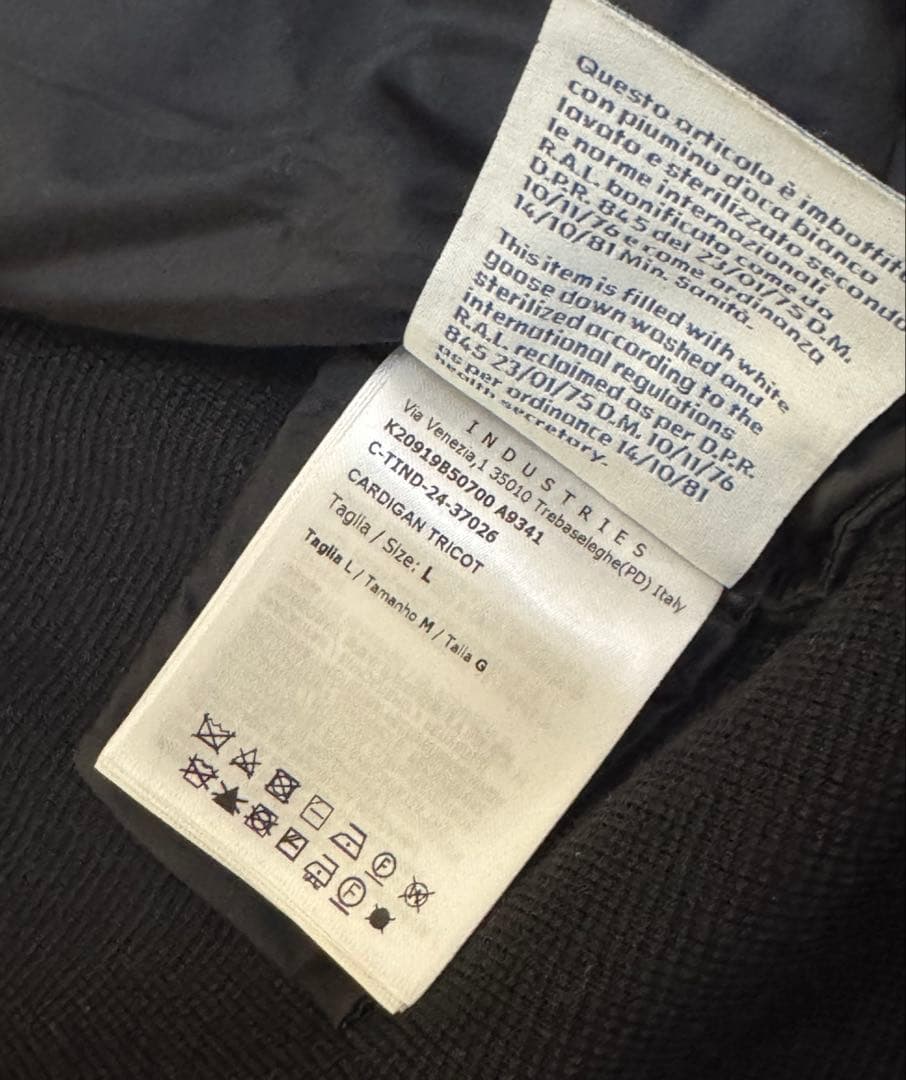 Questo articolo è imbottit
con piumino d'oca bianco
lavato e sterilizzato secondo
le norme internazionali
R.A.L. bonificato come da
D.P.R. 845 del 23/01/75 D.M.
10/11/76 e come ordinanza
14/10/81 Min. Sanità.
This item is filled with white
goose down washed and
sterilized according to the
international regulations
R.A.L. reclaimed as per D.P.R.
845 23/01/75 D.M. 10/11/76
as per ordinance 14/10/81
health secretary.
INDUSTRIES
Via Venezia,1 35010 Trebaseleghe(PD) Italy
K20919B50700 A9341
C-TIND-24-37026
CARDIGAN TRICOT
Taglia / Size: L
Taglia L / Tamanho M / Talla G
F
W
F